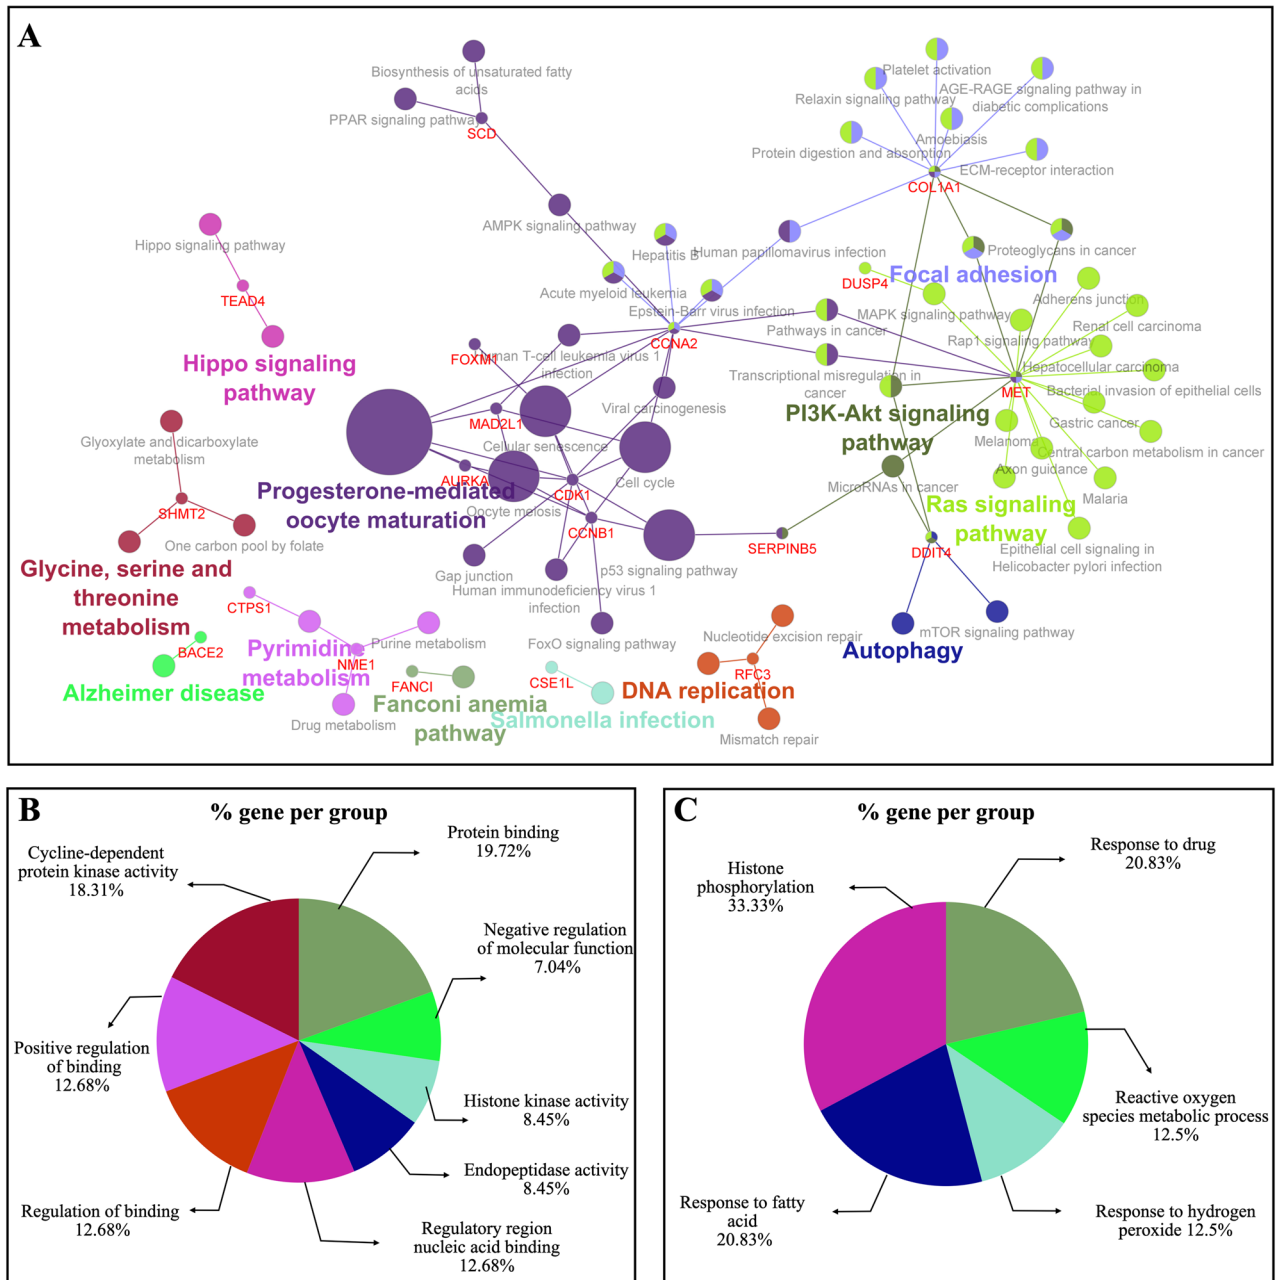 A
Biosynthesis of unsaturated fatty
acids
PPAR signaling pathway
SCD
AMPK signaling pathway
Platelet activation
Relaxin signaling pathway
AGE-RAGE signaling pathway in
diabetic complications
Amoebiasis
Protein digestion and absorption
ECM-receptor interaction
COL1A1
Hippo signaling pathway
TEAD4
Hippo signaling
pathway
Hepatitis B
Human papillomavirus infection
Proteoglycans in cancer
Focal adhesion
DUSP4
Acute myeloid leukemia
Epstein-Barr virus infection
CCNA2
Pathways in cancer
MAPK signaling pathway
Adherens junction
Renal cell carcinoma
Rap1 signaling pathway
Hepatocellular carcinoma
Bacterial invasion of epithelial cells
FOXM1
Human T-cell leukemia virus 1
infection
Transcriptional misregulation in
cancer
MET
Viral carcinogenesis
MAD2L1
Cellular senescence
PI3K-Akt signaling
pathway
Gastric cancer
Melanoma
Central carbon metabolism in cancer
Axon guidance
Malaria
Glyoxylate and dicarboxylate
metabolism
SHMT2
One carbon pool by folate
Glycine, serine and
threonine
metabolism
AURKA
Progesterone-mediated
oocyte maturation
Oocyte meiosis
CDK1
Cell cycle
CCNB1
MicroRNAs in cancer
Ras signaling
pathway
SERPINB5
DDIT4
Epithelial cell signaling in
Helicobacter pylori infection
Gap junction
p53 signaling pathway
Human immunodeficiency virus 1
infection
FoxO signaling pathway
mTOR signaling pathway
Autophagy
CTPS1
BACE2
Alzheimer disease
Pyrimidine
metabolism
Purine metabolism
NME1
Drug metabolism
FANCI
Fanconi anemia
pathway
CSE1L
Salmonella infection
Nucleotide excision repair
RFC3
DNA replication
Mismatch repair
B
% gene per group
Protein binding
19.72%
Cycline-dependent
protein kinase activity
18.31%
Negative regulation
of molecular function
7.04%
Positive regulation
of binding
12.68%
Histone kinase activity
8.45%
Endopeptidase activity
8.45%
Regulation of binding
12.68%
Regulatory region
nucleic acid binding
12.68%
C
% gene per group
Response to drug
20.83%
Histone
phosphorylation
33.33%
Reactive oxygen
species metabolic process
12.5%
Response to fatty
acid
20.83%
Response to hydrogen
peroxide 12.5%